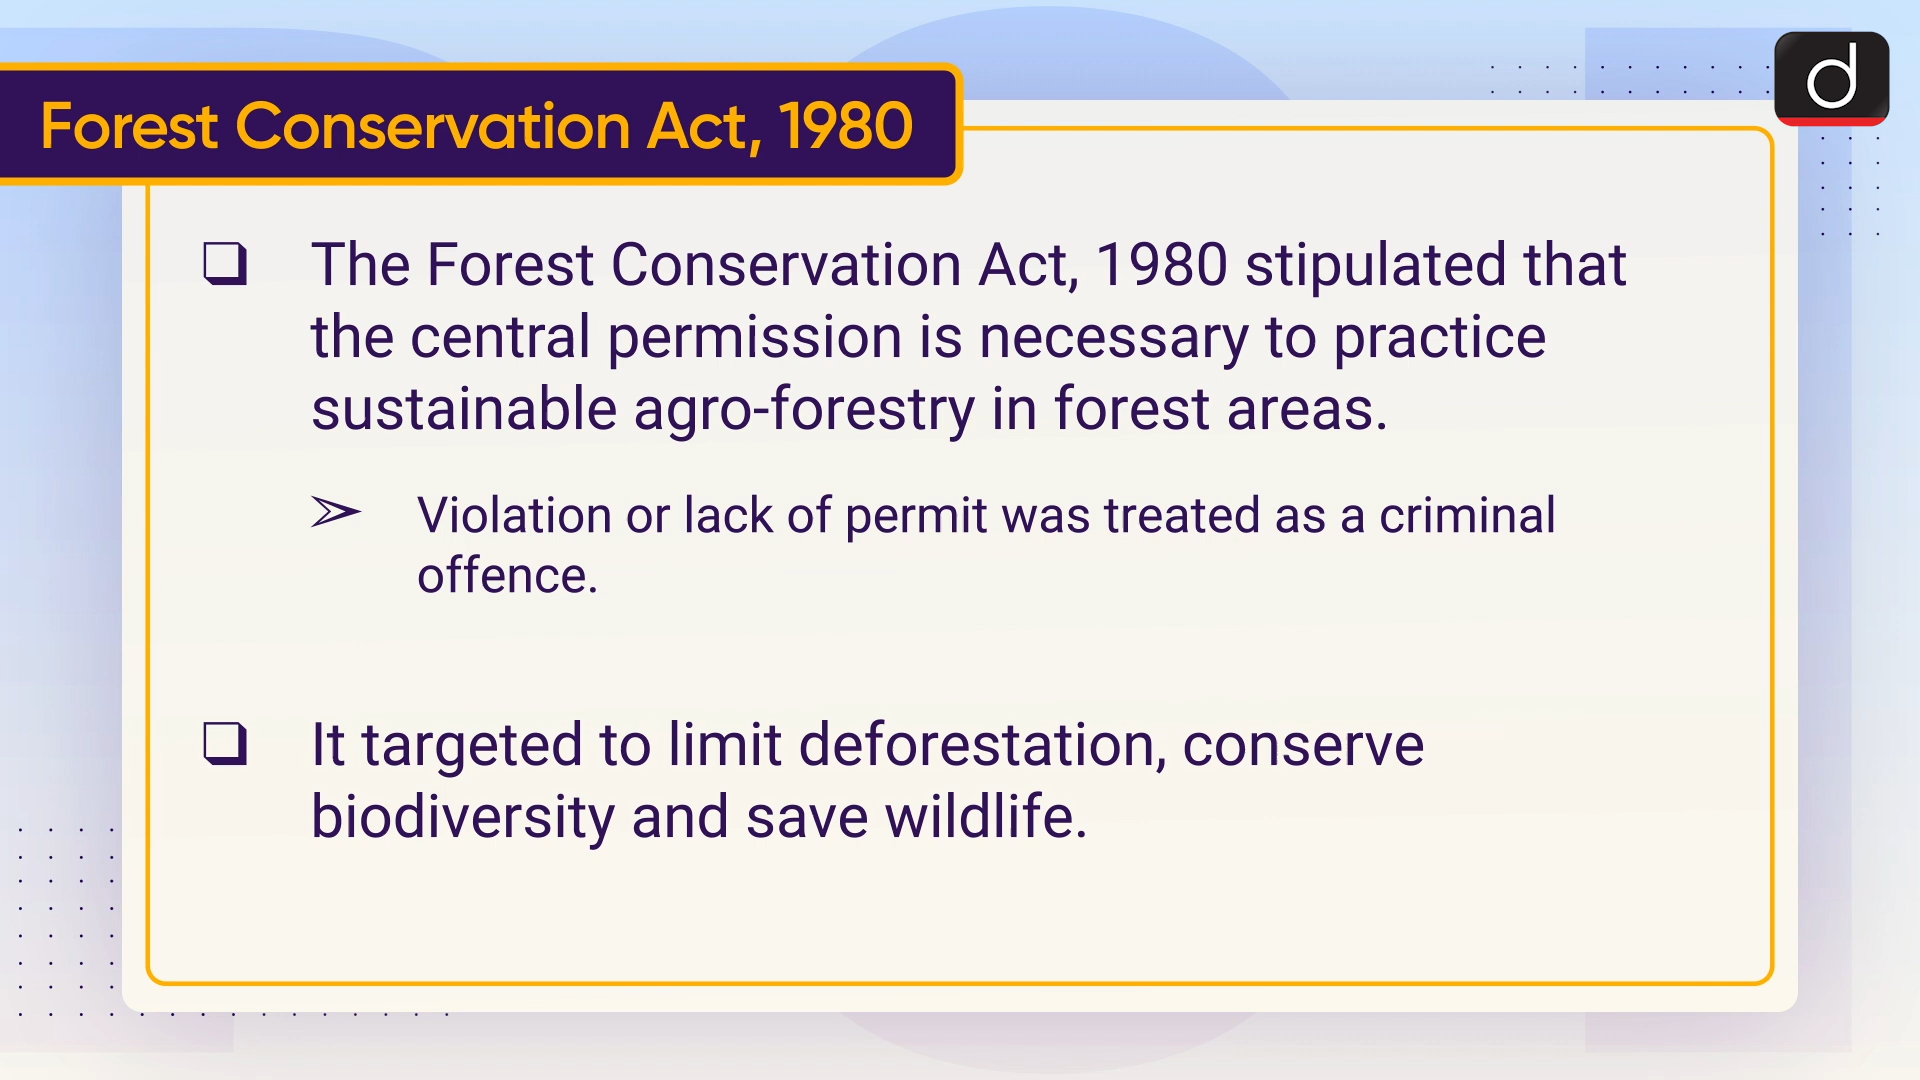 Forest Conservation Act, 1980
d
❑ The Forest Conservation Act, 1980 stipulated that
the central permission is necessary to practice
sustainable agro-forestry in forest areas.
➢ Violation or lack of permit was treated as a criminal
offence.
❑ It targeted to limit deforestation, conserve
biodiversity and save wildlife.